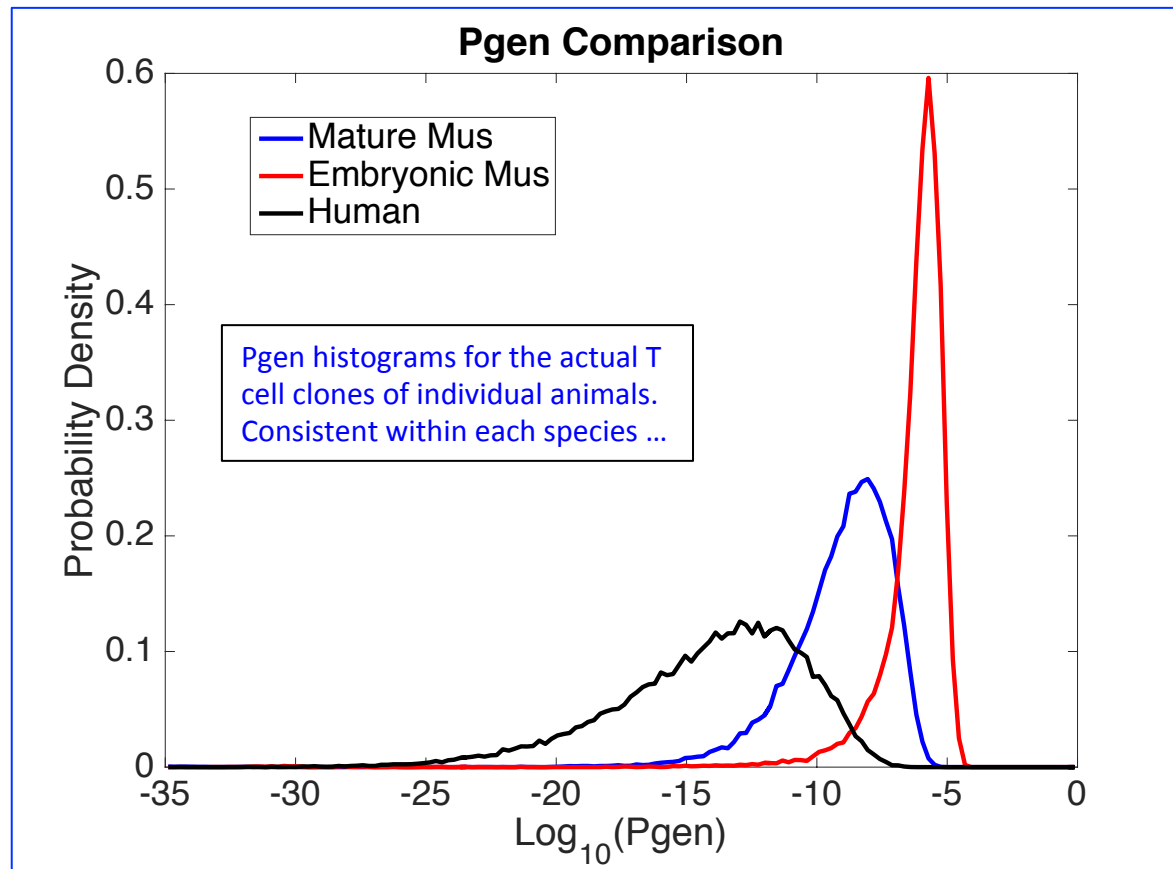 Pgen Comparison
0.6
0.5
0.4
0.3
0.2
0.1
0
Probability Density
Mature Mus
Embryonic Mus
Human
Pgen histograms for the actual T
cell clones of individual animals.
Consistent within each species ...
-35 -30 -25 -20 -15 -10 -5 0
Log10(Pgen)